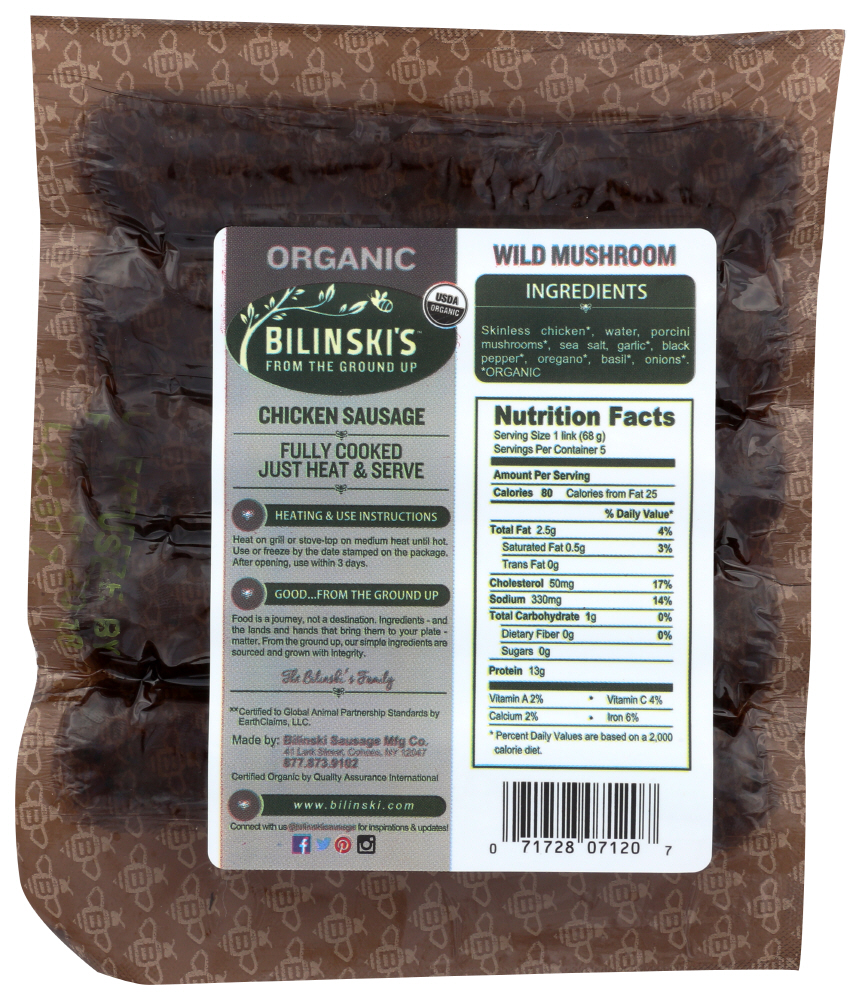 ORGANIC
USDA
ORGANIC
BILINSKI'S™
FROM THE GROUND UP
CHICKEN SAUSAGE
FULLY COOKED
JUST HEAT & SERVE
HEATING & USE INSTRUCTIONS
Heat on grill or stove-top on medium heat until hot.
Use or freeze by the date stamped on the package.
After opening, use within 3 days.
GOOD...FROM THE GROUND UP
Food is a journey, not a destination. Ingredients - and
the lands and hands that bring them to your plate -
matter. From the ground up, our simple ingredients are
sourced and grown with integrity.
The Bilinski's Family
**Certified to Global Animal Partnership Standards by
EarthClaims, LLC.
Made by: Bilinski Sausage Mfg Co.
41 Lark Street, Cohoes, NY 12047
877.873.9102
Certified Organic by Quality Assurance International
www.bilinski.com
Connect with us @bilinskisausage for inspirations & updates!
WILD MUSHROOM
INGREDIENTS
Skinless chicken*, water, porcini
mushrooms*, sea salt, garlic*, black
pepper*, oregano*, basil*, onions*.
*ORGANIC
Nutrition Facts
Serving Size 1 link (68 g)
Servings Per Container 5
Amount Per Serving
Calories 80 Calories from Fat 25
% Daily Value*
Total Fat 2.5g 4%
Saturated Fat 0.5g 3%
Trans Fat 0g
Cholesterol 50mg 17%
Sodium 330mg 14%
Total Carbohydrate 1g 0%
Dietary Fiber 0g 0%
Sugars 0g
Protein 13g
Vitamin A 2% • Vitamin C 4%
Calcium 2% • Iron 6%
* Percent Daily Values are based on a 2,000
calorie diet.
0 71728 07120 7